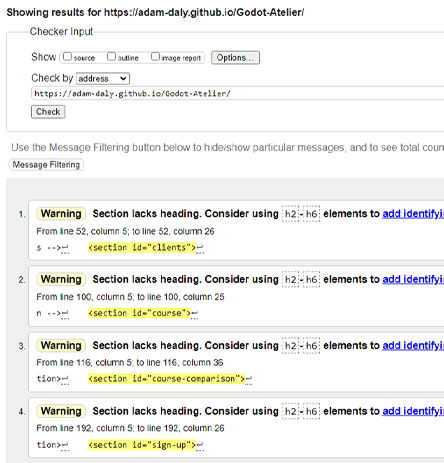 Showing results for https://adam-daly.github.io/Godot-Atelier/
Checker Input
Show source outline image report Options...
Check by address
https://adam-daly.github.io/Godot-Atelier/
Check
Use the Message Filtering button below to hide/show particular messages, and to see total coun
Message Filtering
1. Warning Section lacks heading. Consider using h2-h6 elements to add identifyi
From line 52, column 5; to line 52, column 26
s -->↩ <section id="clients">↩
2. Warning Section lacks heading. Consider using h2-h6 elements to add identifyi
From line 100, column 5; to line 100, column 25
n -->↩ <section id="course">↩
3. Warning Section lacks heading. Consider using h2-h6 elements to add identifyi
From line 116, column 5; to line 116, column 36
tion>↩ <section id="course-comparison">↩
4. Warning Section lacks heading. Consider using h2-h6 elements to add identifyi
From line 192, column 5; to line 192, column 26
tion>↩ <section id="sign-up">↩